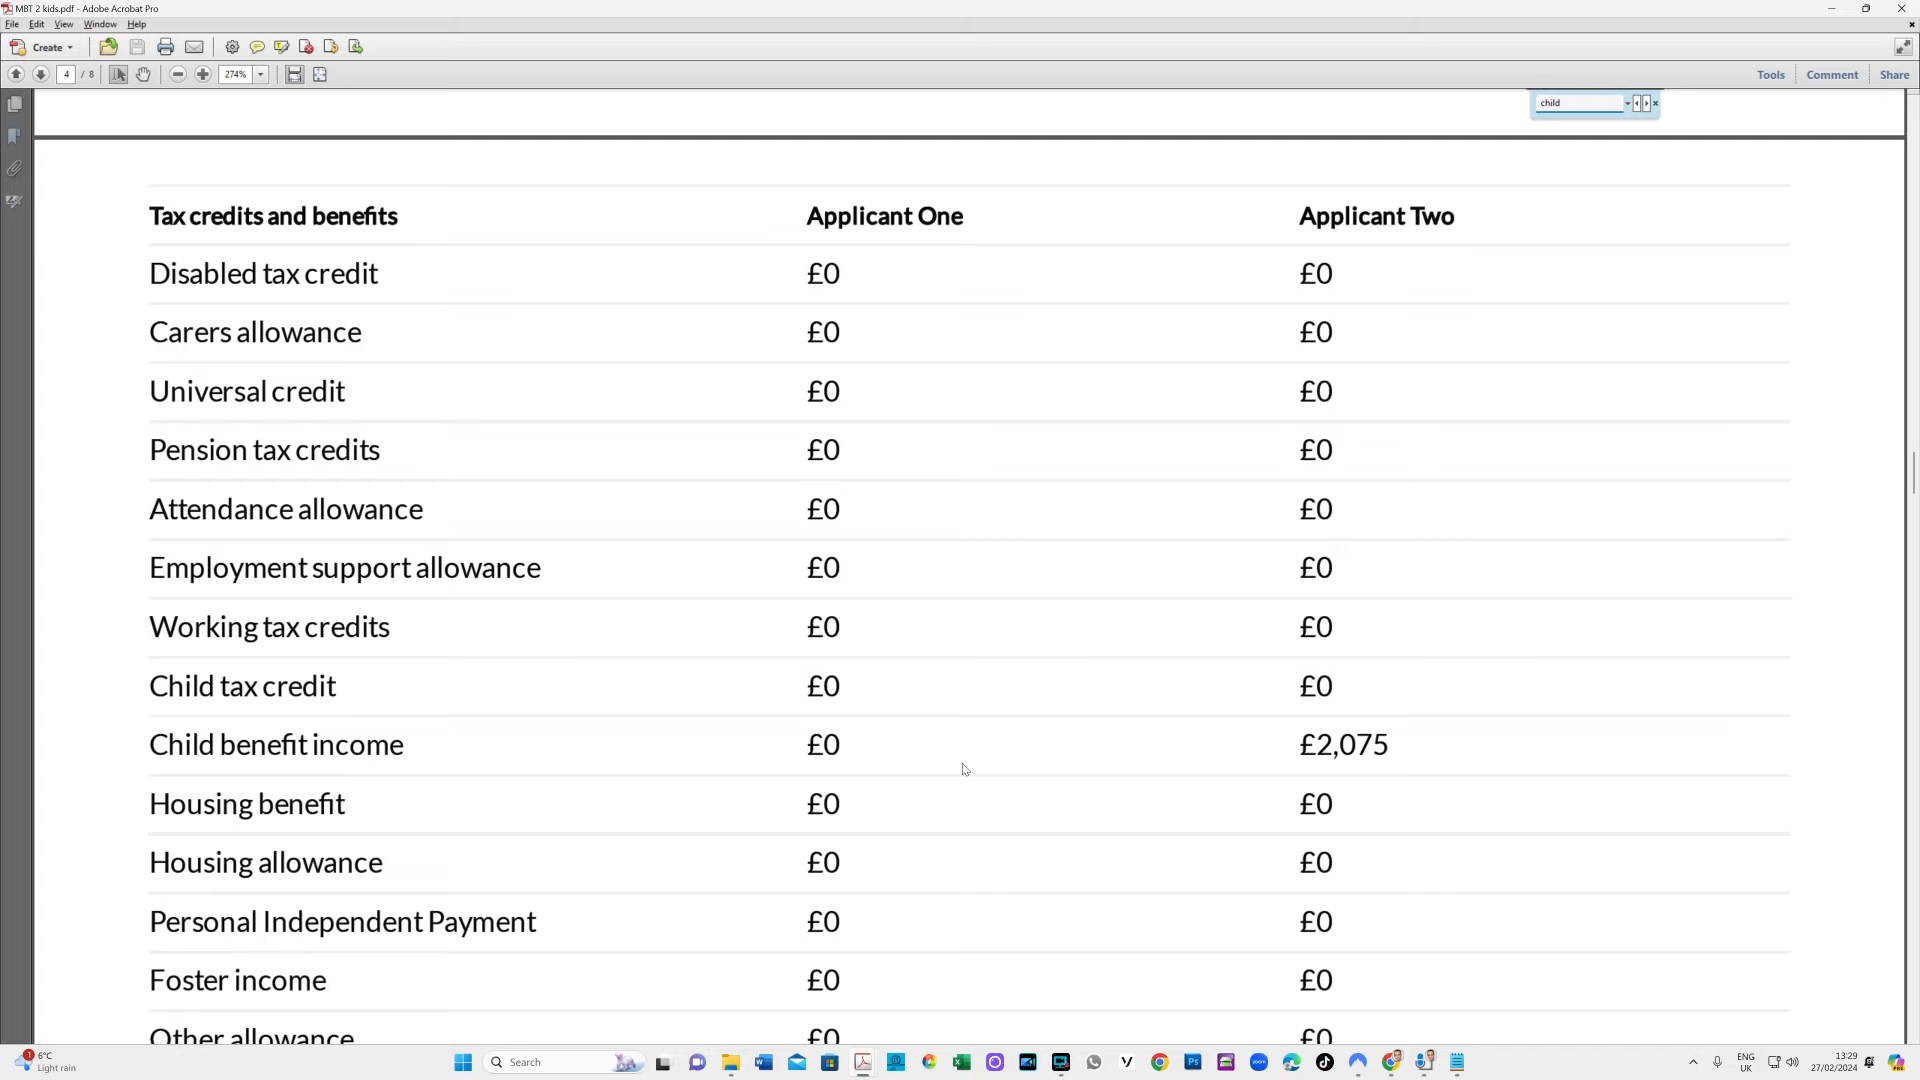 MBT 2 kids.pdf - Adobe Acrobat Pro
File Edit View Window Help
Create
4 / 8 274% Tools Comment Share
child
Tax credits and benefits Applicant One Applicant Two
Disabled tax credit £0 £0
Carers allowance £0 £0
Universal credit £0 £0
Pension tax credits £0 £0
Attendance allowance £0 £0
Employment support allowance £0 £0
Working tax credits £0 £0
Child tax credit £0 £0
Child benefit income £0 £2,075
Housing benefit £0 £0
Housing allowance £0 £0
Personal Independent Payment £0 £0
Foster income £0 £0
Other allowance £0 £0
1 6°C
Light rain
Search
ENG
UK
13:29
27/02/2024